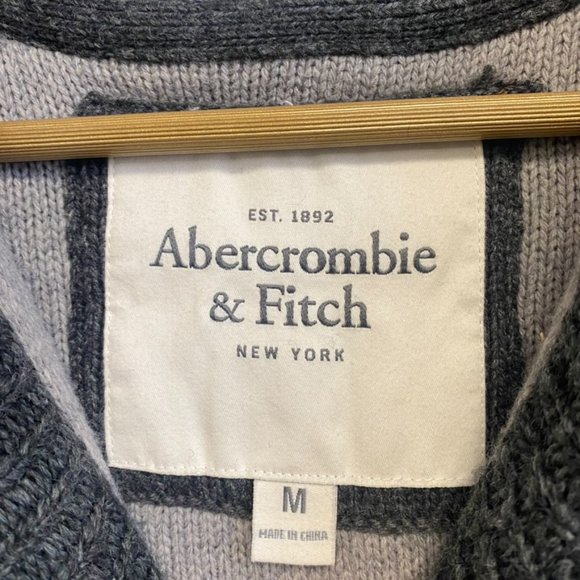 EST. 1892
Abercrombie
& Fitch
NEW YORK
M
MADE IN CHINA